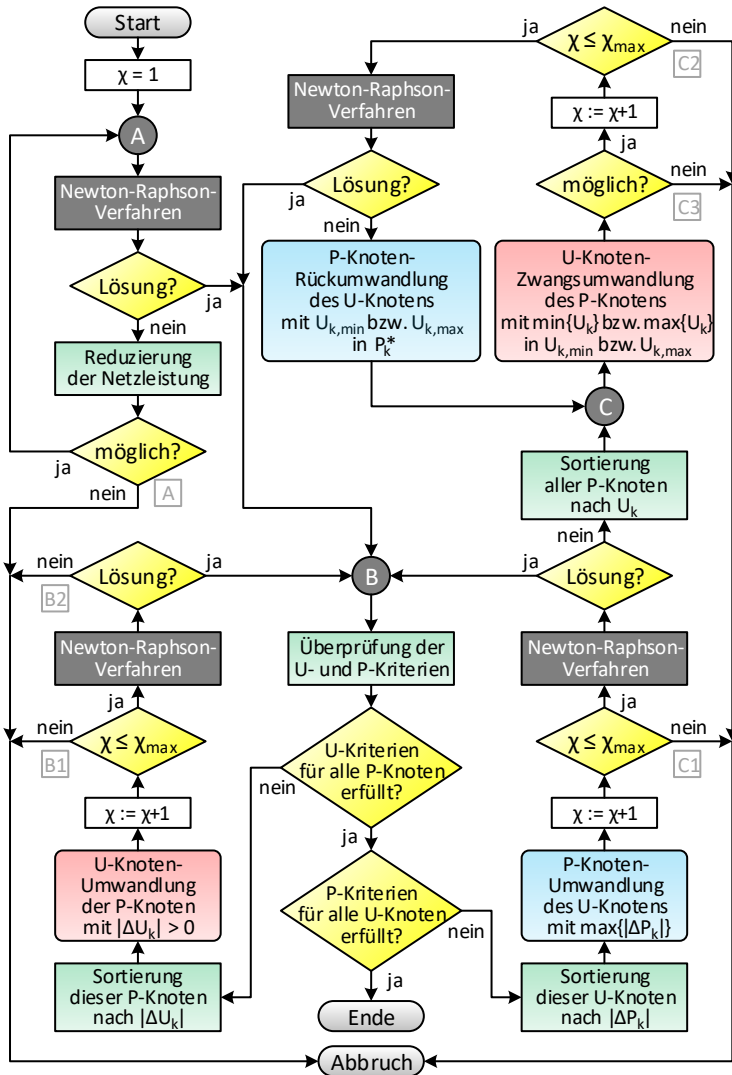 Start
χ = 1
A
Newton-Raphson-
Verfahren
Lösung?
ja
nein
Reduzierung
der Netzleistung
möglich?
ja
nein
A
nein
Lösung?
ja
B2
Newton-Raphson-
Verfahren
ja
nein
χ ≤ χmax
B1
χ := χ+1
U-Knoten-
Umwandlung
der P-Knoten
mit |ΔUk| > 0
Sortierung
dieser P-Knoten
nach |ΔUk|
ja
Newton-Raphson-
Verfahren
Lösung?
ja
nein
P-Knoten-
Rückumwandlung
des U-Knotens
mit Uk,min bzw. Uk,max
in Pk*
B
Überprüfung der
U- und P-Kriterien
U-Kriterien
für alle P-Knoten
erfüllt?
nein
ja
P-Kriterien
für alle U-Knoten
erfüllt?
nein
ja
Ende
Abbruch
χ ≤ χmax
nein
C2
χ := χ+1
ja
möglich?
nein
C3
U-Knoten-
Zwangsumwandlung
des P-Knotens
mit min{Uk} bzw. max{Uk}
in Uk,min bzw. Uk,max
C
Sortierung
aller P-Knoten
nach Uk
nein
ja
Lösung?
Newton-Raphson-
Verfahren
ja
nein
χ ≤ χmax
C1
χ := χ+1
P-Knoten-
Umwandlung
des U-Knotens
mit max{|ΔPk|}
Sortierung
dieser U-Knoten
nach |ΔPk|